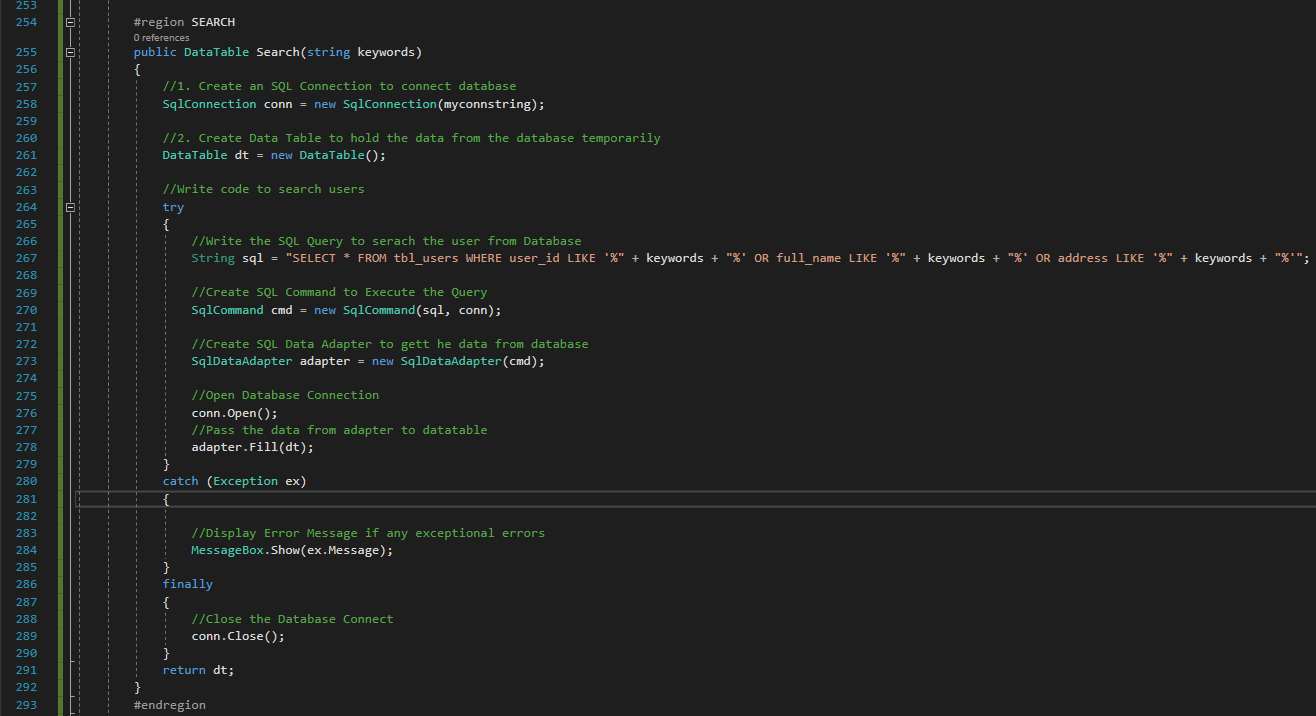 253
254 #region SEARCH
0 references
255 public DataTable Search(string keywords)
256 {
257 //1. Create an SQL Connection to connect database
258 SqlConnection conn = new SqlConnection(myconnstring);
259
260 //2. Create Data Table to hold the data from the database temporarily
261 DataTable dt = new DataTable();
262
263 //Write code to search users
264 try
265 {
266 //Write the SQL Query to serach the user from Database
267 String sql = "SELECT * FROM tbl_users WHERE user_id LIKE '%" + keywords + "%' OR full_name LIKE '%" + keywords + "%' OR address LIKE '%" + keywords + "%'";
268
269 //Create SQL Command to Execute the Query
270 SqlCommand cmd = new SqlCommand(sql, conn);
271
272 //Create SQL Data Adapter to gett he data from database
273 SqlDataAdapter adapter = new SqlDataAdapter(cmd);
274
275 //Open Database Connection
276 conn.Open();
277 //Pass the data from adapter to datatable
278 adapter.Fill(dt);
279 }
280 catch (Exception ex)
281 {
282
283 //Display Error Message if any exceptional errors
284 MessageBox.Show(ex.Message);
285 }
286 finally
287 {
288 //Close the Database Connect
289 conn.Close();
290 }
291 return dt;
292 }
293 #endregion